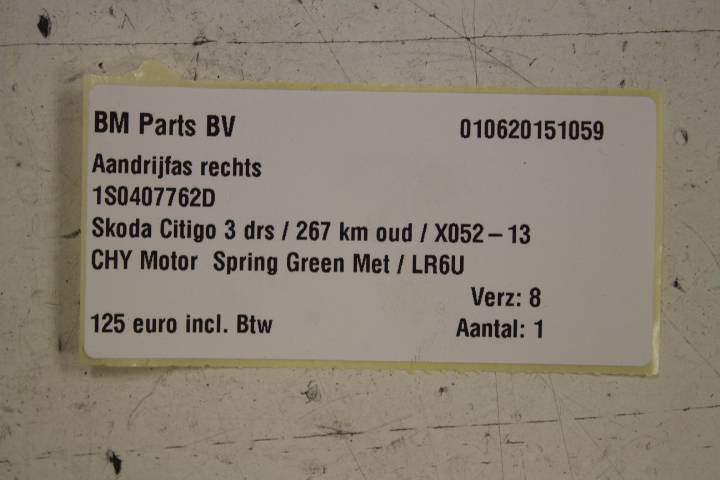 BM Parts BV 010620151059
Aandrijfas rechts
1S0407762D
Skoda Citigo 3 drs / 267 km oud / X052-13
CHY Motor Spring Green Met / LR6U
Verz: 8
125 euro incl. Btw Aantal: 1